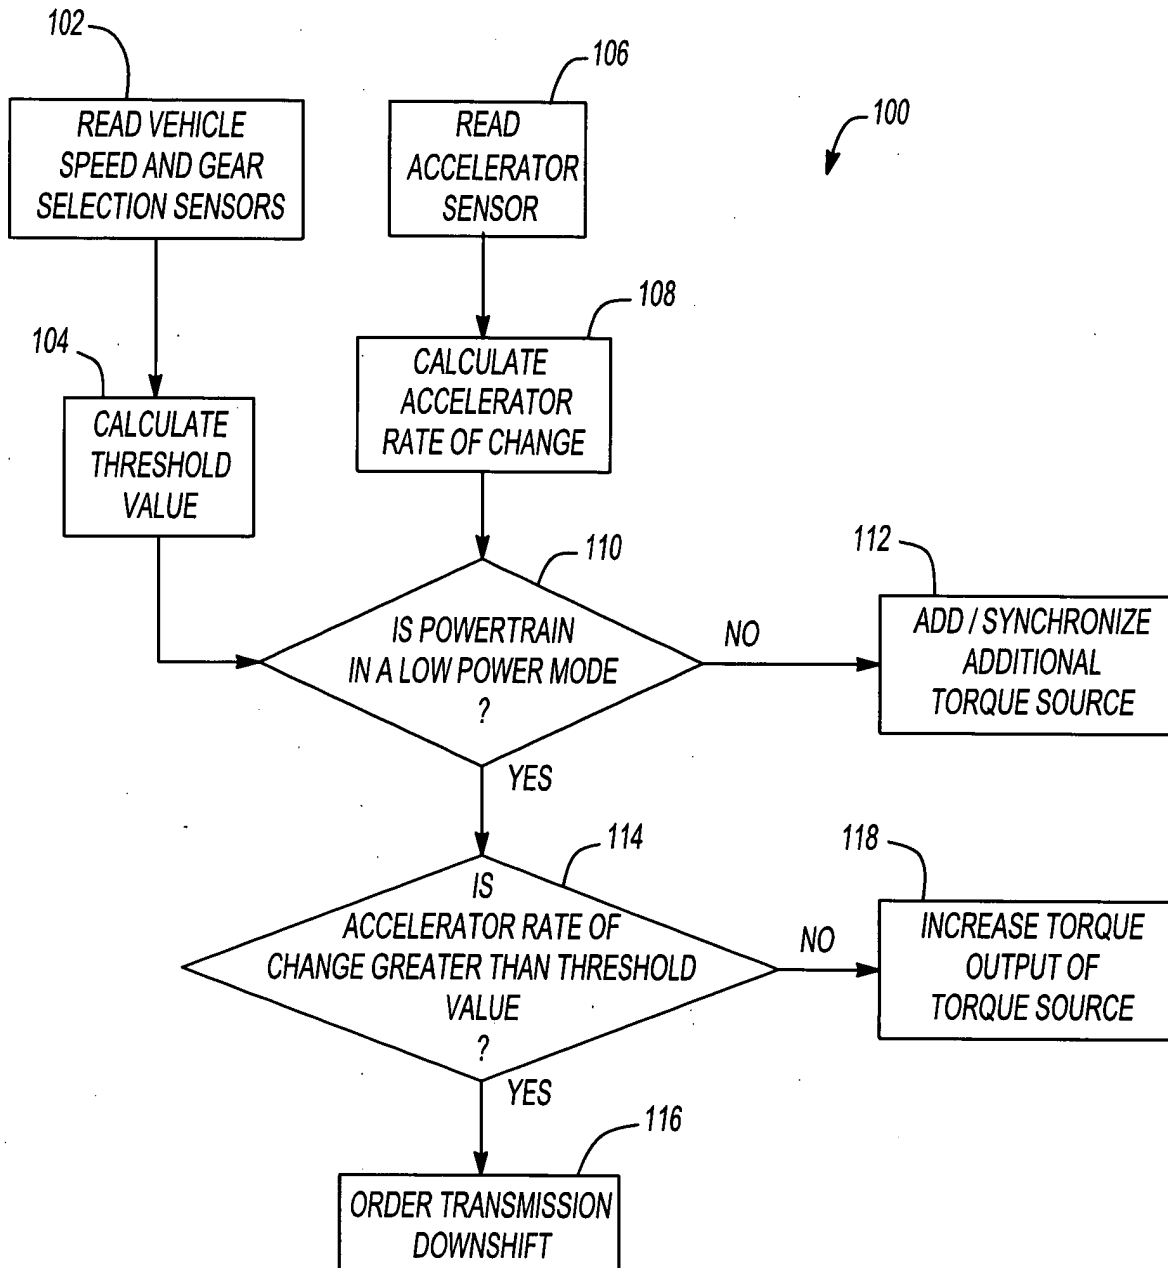 102
READ VEHICLE
SPEED AND GEAR
SELECTION SENSORS
106
READ
ACCELERATOR
SENSOR
100
104
CALCULATE
THRESHOLD
VALUE
108
CALCULATE
ACCELERATOR
RATE OF CHANGE
110
IS POWERTRAIN
IN A LOW POWER MODE
?
NO
112
ADD / SYNCHRONIZE
ADDITIONAL
TORQUE SOURCE
YES
114
IS
ACCELERATOR RATE OF
CHANGE GREATER THAN THRESHOLD
VALUE
?
NO
118
INCREASE TORQUE
OUTPUT OF
TORQUE SOURCE
YES
116
ORDER TRANSMISSION
DOWNSHIFT